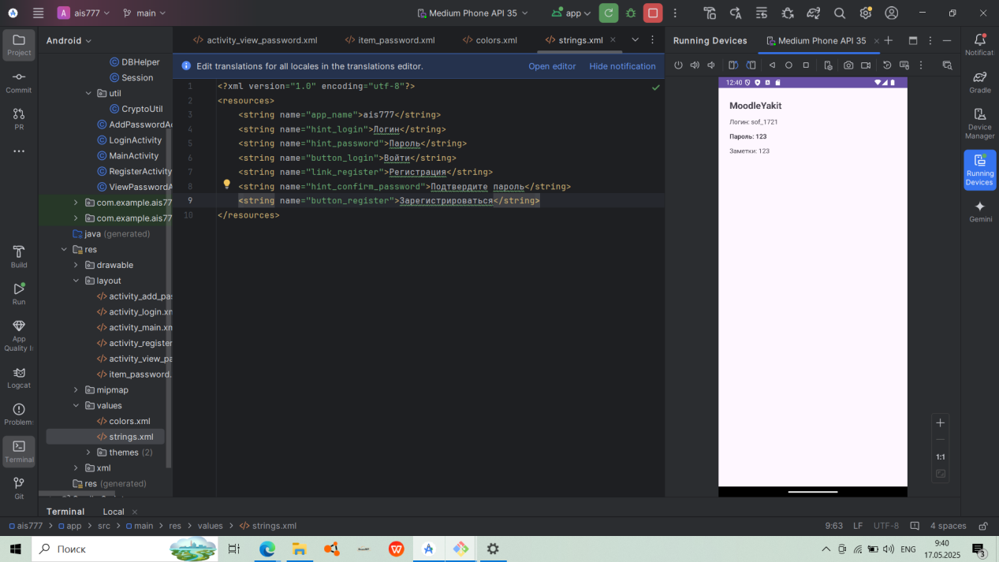 A ais777 main Medium Phone API 35 app
Android
activity_view_password.xml item_password.xml colors.xml strings.xml
Running Devices Medium Phone API 35
Project
Commit
PR
Build
Run
App
Quality I
Logcat
Problem
Terminal
Git
DBHelper
Session
util
CryptoUtil
AddPasswordA
LoginActivity
MainActivity
RegisterActivity
ViewPasswordA
com.example.ais77
com.example.ais77
java (generated)
res
drawable
layout
activity_add_pa
activity_login.xn
activity_main.xn
activity_register
activity_view_pa
item_password.
mipmap
values
colors.xml
strings.xml
themes (2)
xml
res (generated)
Edit translations for all locales in the translations editor. Open editor Hide notification
1 <?xml version="1.0" encoding="utf-8"?>
2 <resources>
3 <string name="app_name">ais777</string>
4 <string name="hint_login">Логин</string>
5 <string name="hint_password">Пароль</string>
6 <string name="button_login">Войти</string>
7 <string name="link_register">Регистрация</string>
8 <string name="hint_confirm_password">Подтвердите пароль</string>
9 <string name="button_register">Зарегистрироваться</string>
10 </resources>
12:40
MoodleYakit
Логин: sof_1721
Пароль: 123
Заметки: 123
1:1
Notificat
Gradle
Device
Manager
Running
Devices
Gemini
Terminal Local
ais777 > app > src > main > res > values > strings.xml
9:63 LF UTF-8 4 spaces
Поиск
ENG
9:40
17.05.2025
3